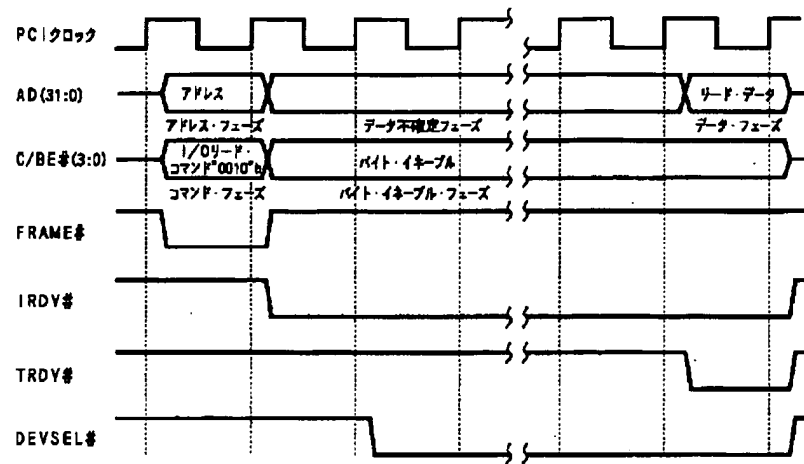 PCIクロック
AD(31:0)
アドレス
リード・データ
アドレス・フェーズ
データ不確定フェーズ
データ・フェーズ
C/BE#(3:0)
I/Oリード・
コマンド"0010"b
バイト・イネーブル
コマンド・フェーズ
バイト・イネーブル・フェーズ
FRAME#
IRDY#
TRDY#
DEVSEL#